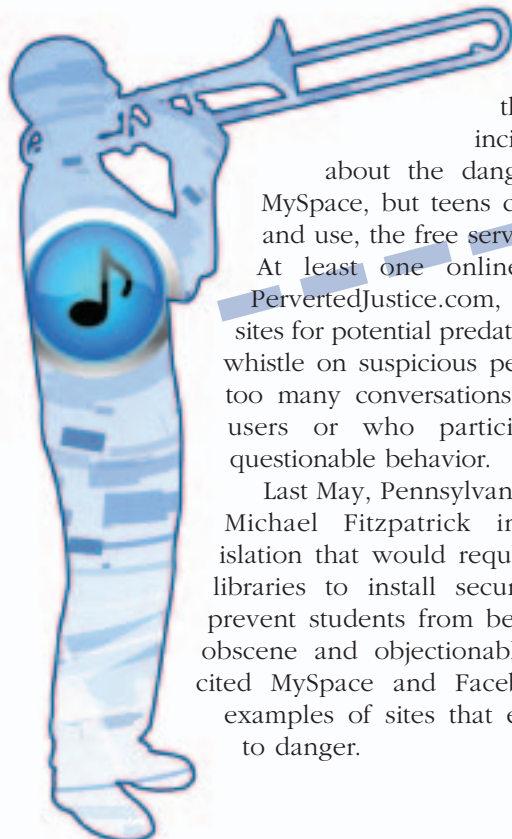 th
inci
about the dang
MySpace, but teens c
and use, the free serv
At least one online
PervertedJustice.com,
sites for potential predat
whistle on suspicious pe
too many conversations
users or who partici
questionable behavior.
Last May, Pennsylvan
Michael Fitzpatrick in
islation that would requ
libraries to install secur
prevent students from be
obscene and objectionabl
cited MySpace and Faceb
examples of sites that e
to danger.